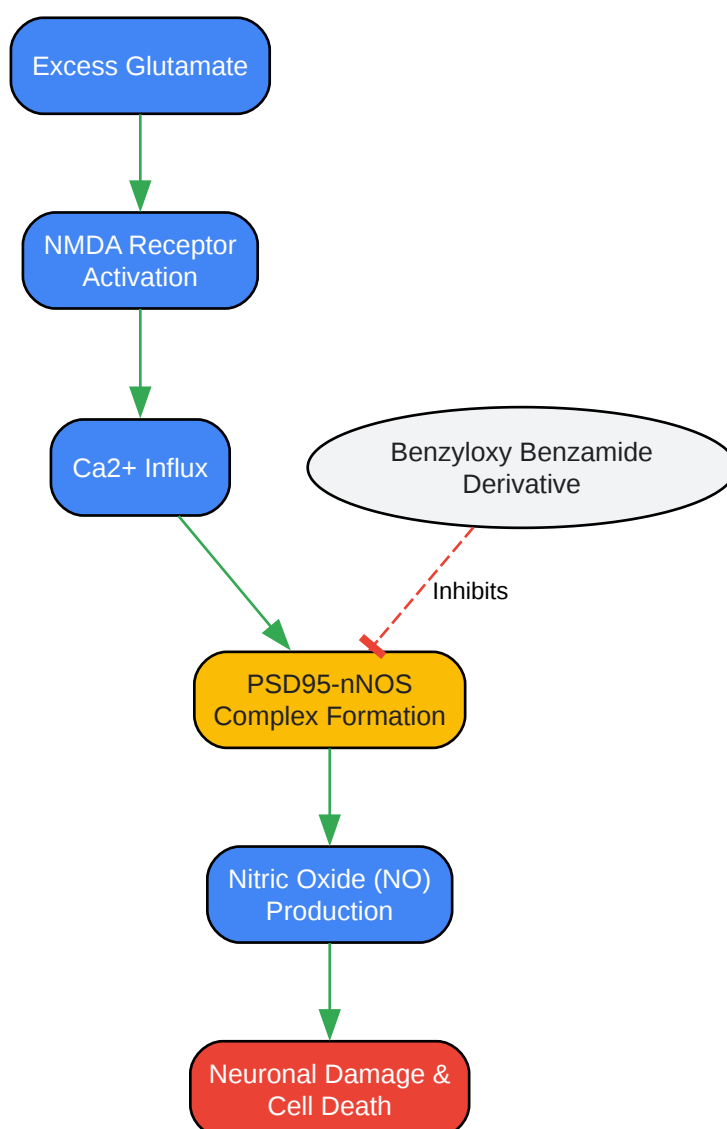 Excess Glutamate
NMDA Receptor
Activation
Ca2+ Influx
Benzyloxy Benzamide
Derivative
Inhibits
PSD95-nNOS
Complex Formation
Nitric Oxide (NO)
Production
Neuronal Damage &
Cell Death